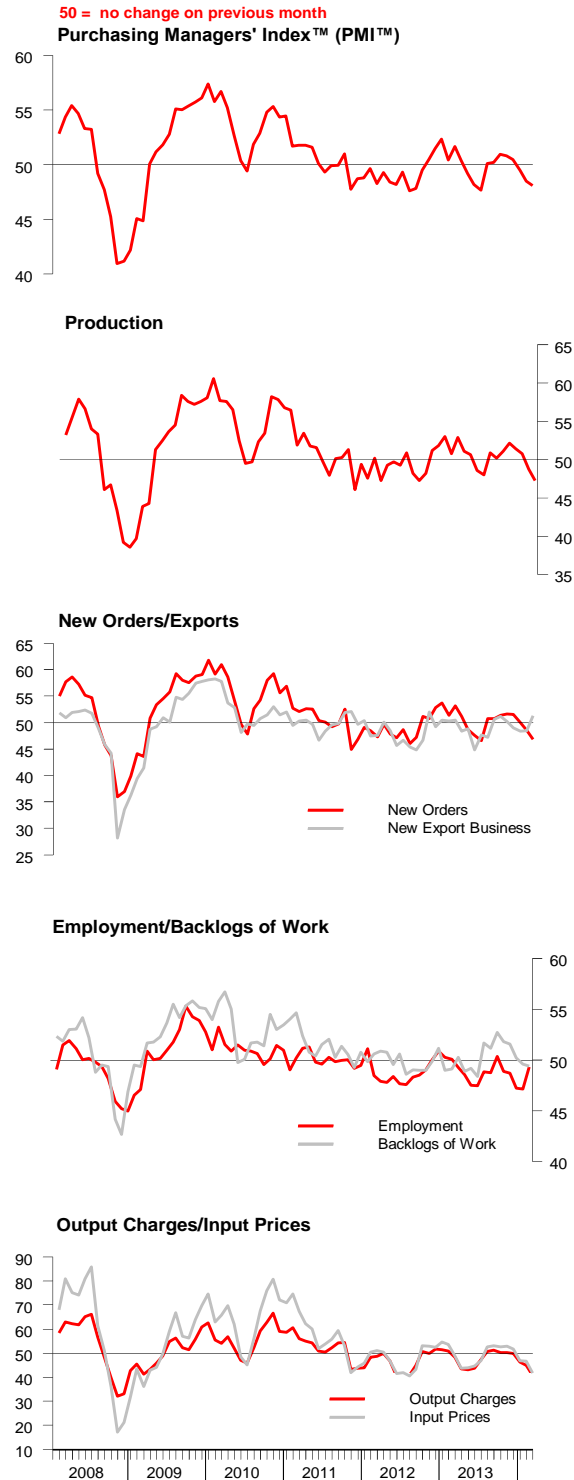 50 = no change on previous month
Purchasing Managers' Index™ (PMI™)
60
55
50
45
40
Production
65
60
55
50
45
40
35
New Orders/Exports
65
60
55
50
45
40
35
30
25
New Orders
New Export Business
Employment/Backlogs of Work
60
55
50
45
40
Employment
Backlogs of Work
Output Charges/Input Prices
90
80
70
60
50
40
30
20
10
Output Charges
Input Prices
2008 2009 2010 2011 2012 2013